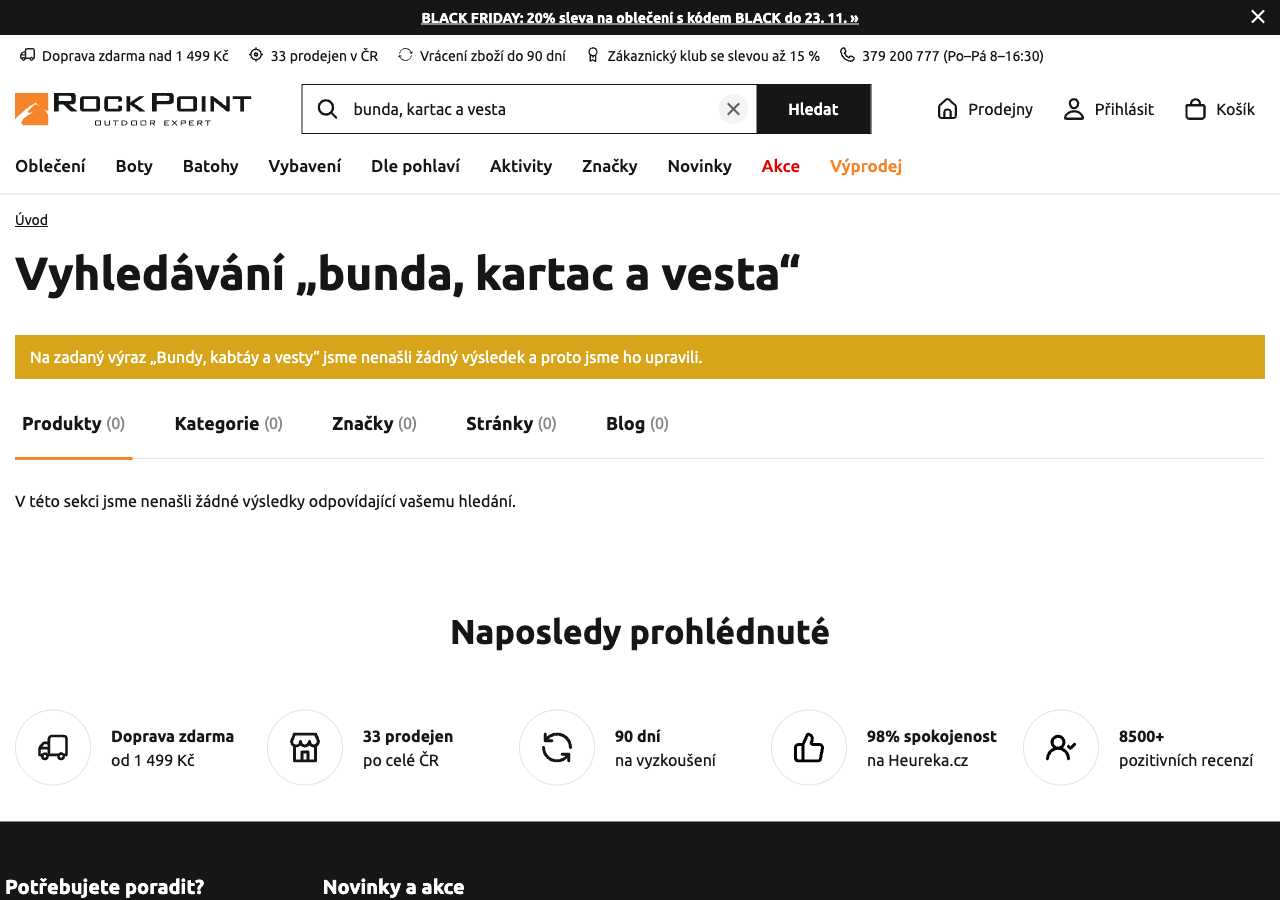 BLACK FRIDAY: 20% sleva na oblečení s kódem BLACK do 23. 11. »
Doprava zdarma nad 1 499 Kč 33 prodejen v ČR Vrácení zboží do 90 dní Zákaznický klub se slevou až 15 % 379 200 777 (Po–Pá 8–16:30)
ROCK POINT
OUTDOOR EXPERT
bunda, kartac a vesta
Hledat
Prodejny Přihlásit Košík
Oblečení Boty Batohy Vybavení Dle pohlaví Aktivity Značky Novinky Akce Výprodej
Úvod
Vyhledávání „bunda, kartac a vesta“
Na zadaný výraz „Bundy, kabtáy a vesty“ jsme nenašli žádný výsledek a proto jsme ho upravili.
Produkty (0) Kategorie (0) Značky (0) Stránky (0) Blog (0)
V této sekci jsme nenašli žádné výsledky odpovídající vašemu hledání.
Naposledy prohlédnuté
Doprava zdarma
od 1 499 Kč
33 prodejen
po celé ČR
90 dní
na vyzkoušení
98% spokojenost
na Heureka.cz
8500+
pozitivních recenzí
Potřebujete poradit? Novinky a akce